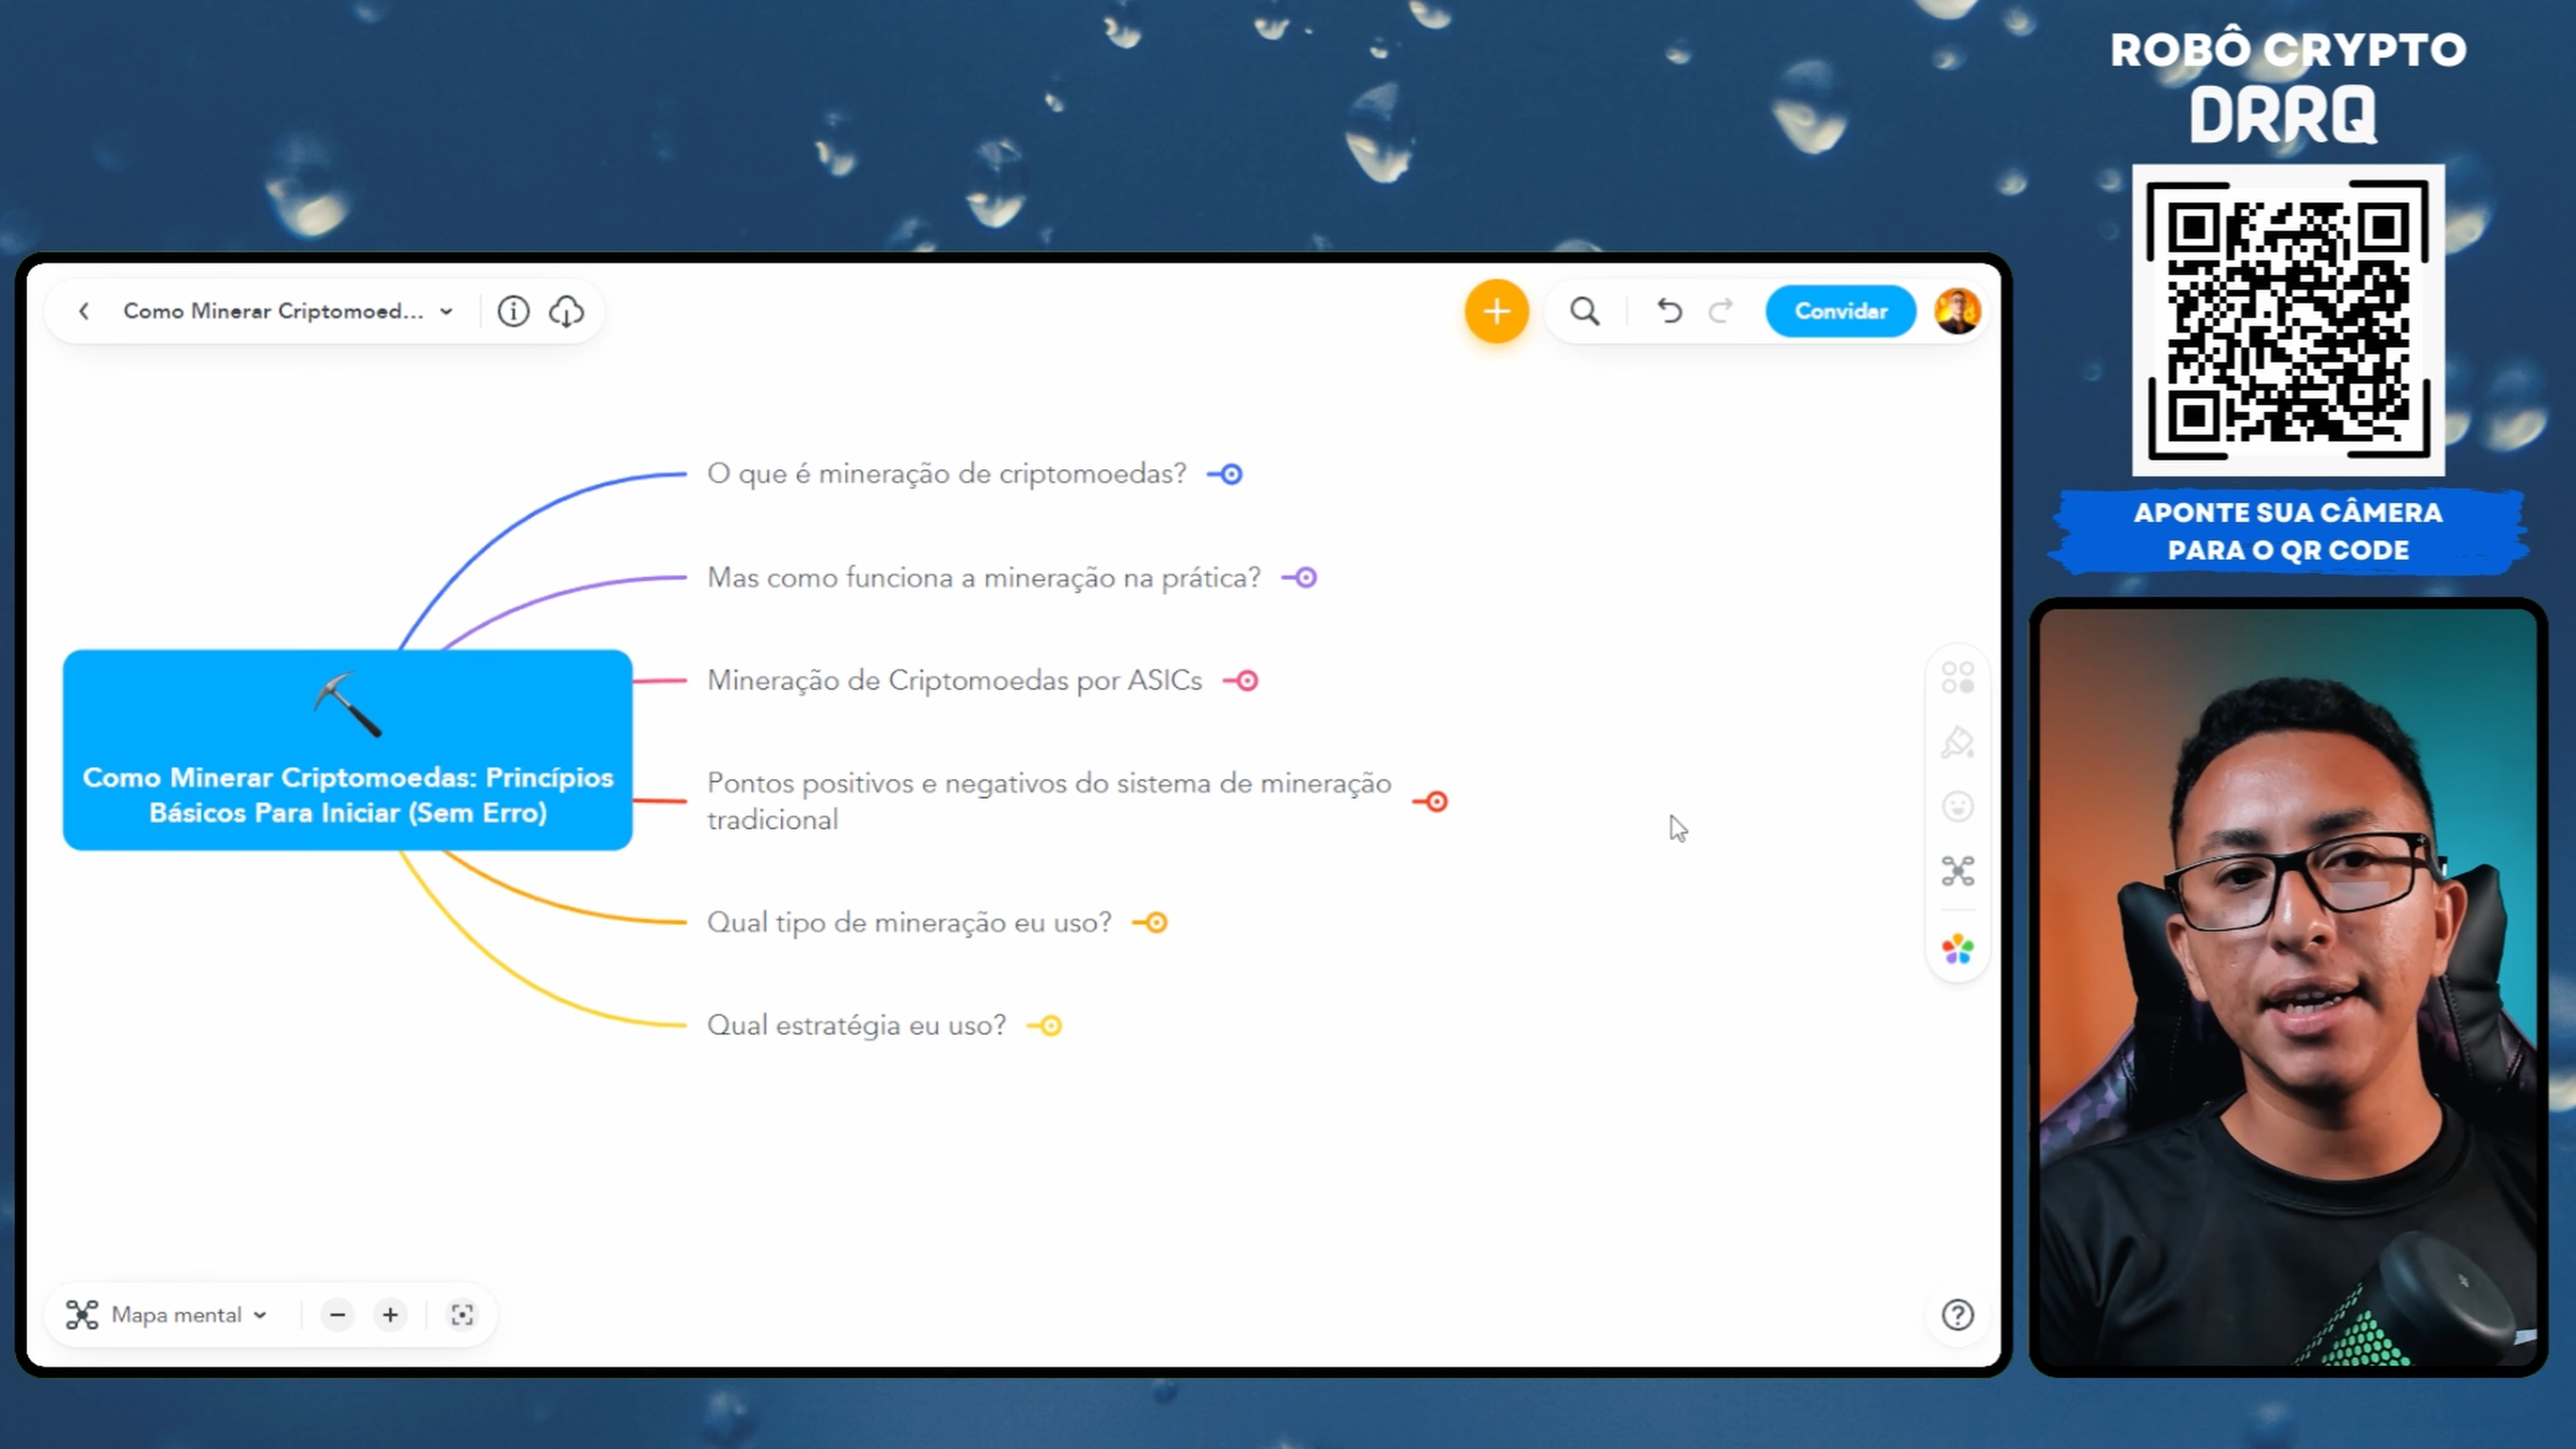 ROBÔ CRYPTO
DRRQ
APONTE SUA CÂMERA
PARA O QR CODE
Como Minerar Criptomoed...
Convidar
O que é mineração de criptomoedas?
Mas como funciona a mineração na prática?
Mineração de Criptomoedas por ASICs
Pontos positivos e negativos do sistema de mineração
tradicional
Qual tipo de mineração eu uso?
Qual estratégia eu uso?
Como Minerar Criptomoedas: Princípios
Básicos Para Iniciar (Sem Erro)
Mapa mental